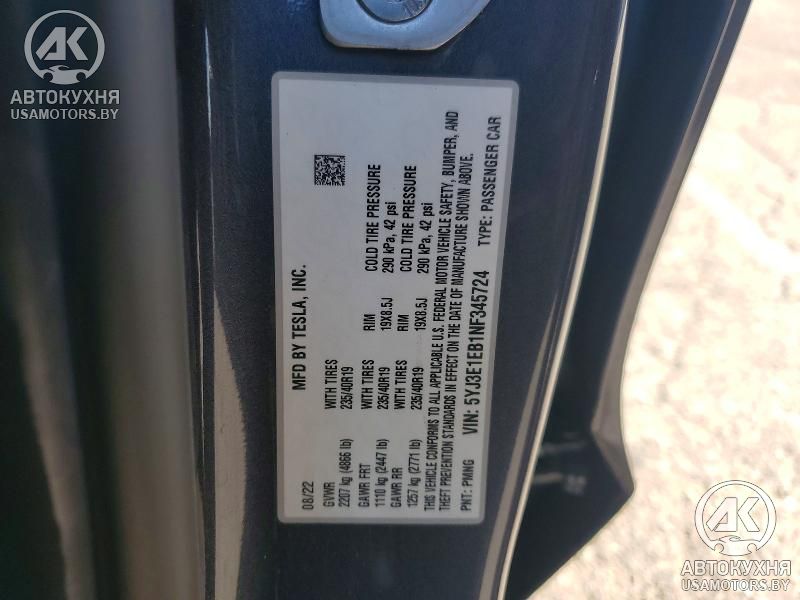 AK
АВТОКУХНЯ
USAMOTORS.BY
MFD BY TESLA, INC.
08/22
GVWR
2207 kg (4866 lb)
GAWR FRT WITH TIRES RIM COLD TIRE PRESSURE
1110 kg (2447 lb) 235/40R19 19X8.5J 290 kPa, 42 psi
GAWR RR WITH TIRES RIM COLD TIRE PRESSURE
1257 kg (2771 lb) 235/40R19 19X8.5J 290 kPa, 42 psi
THIS VEHICLE CONFORMS TO ALL APPLICABLE U.S. FEDERAL MOTOR VEHICLE SAFETY, BUMPER, AND
THEFT PREVENTION STANDARDS IN EFFECT ON THE DATE OF MANUFACTURE SHOWN ABOVE.
PNT: PMNG VIN: 5YJ3E1EB1NF345724 TYPE: PASSENGER CAR
AK
АВТОКУХНЯ
USAMOTORS.BY